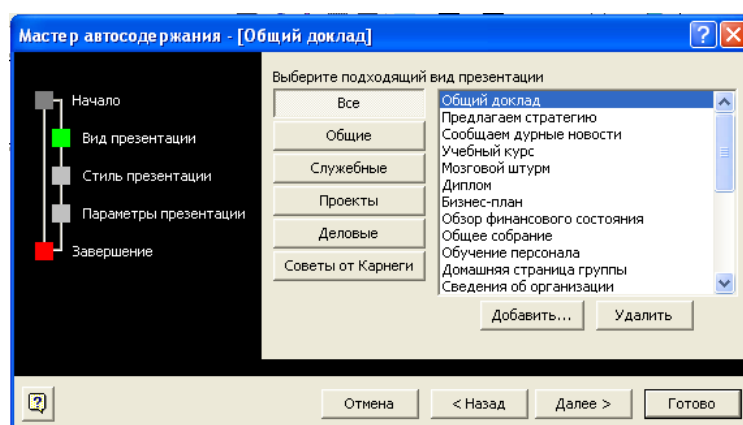 Мастер автосодержания - [Общий доклад]
Начало
Вид презентации
Стиль презентации
Параметры презентации
Завершение
Выберите подходящий вид презентации
Все
Общие
Служебные
Проекты
Деловые
Советы от Карнеги
Общий доклад
Предлагаем стратегию
Сообщаем дурные новости
Учебный курс
Мозговой штурм
Диплом
Бизнес-план
Обзор финансового состояния
Общее собрание
Обучение персонала
Домашняя страница группы
Сведения об организации
Добавить... Удалить
Отмена < Назад Далее > Готово